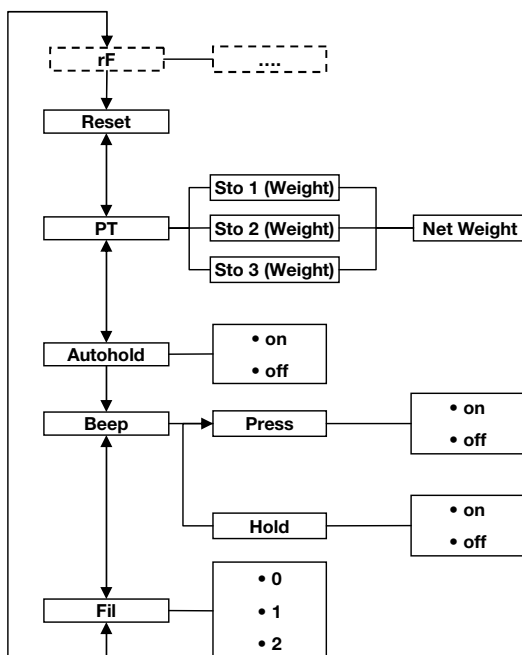 rF
....
Reset
Sto 1 (Weight)
PT
Sto 2 (Weight)
Net Weight
Sto 3 (Weight)
Autohold
• on
• off
Beep
Press
• on
• off
Hold
• on
• off
Fil
• 0
• 1
• 2